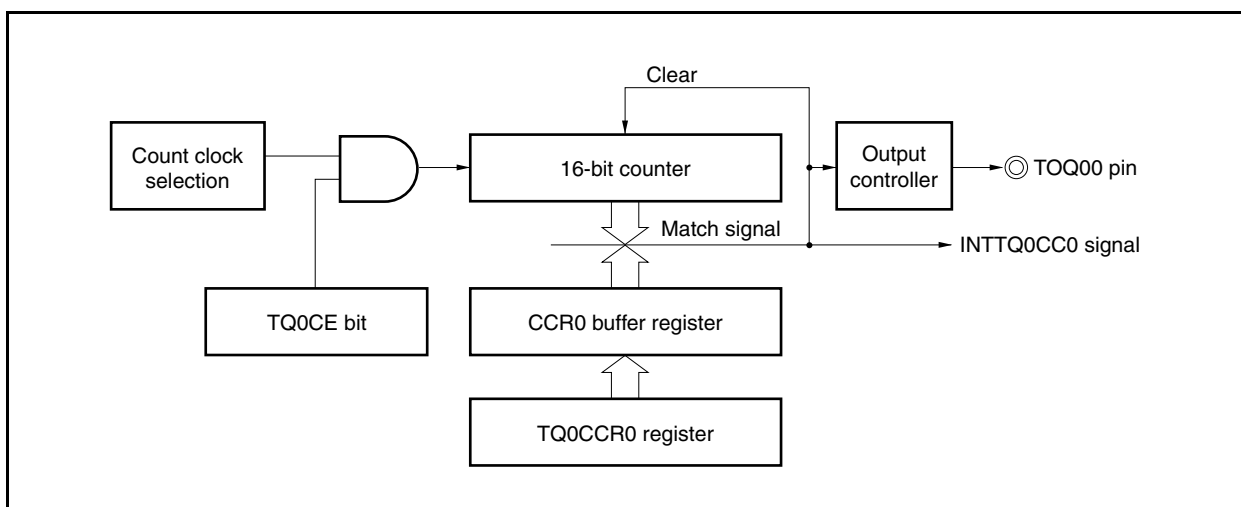 Clear
Count clock
selection
16-bit counter
Output
controller
TOQ00 pin
Match signal
INTTQ0CC0 signal
TQ0CE bit
CCR0 buffer register
TQ0CCR0 register